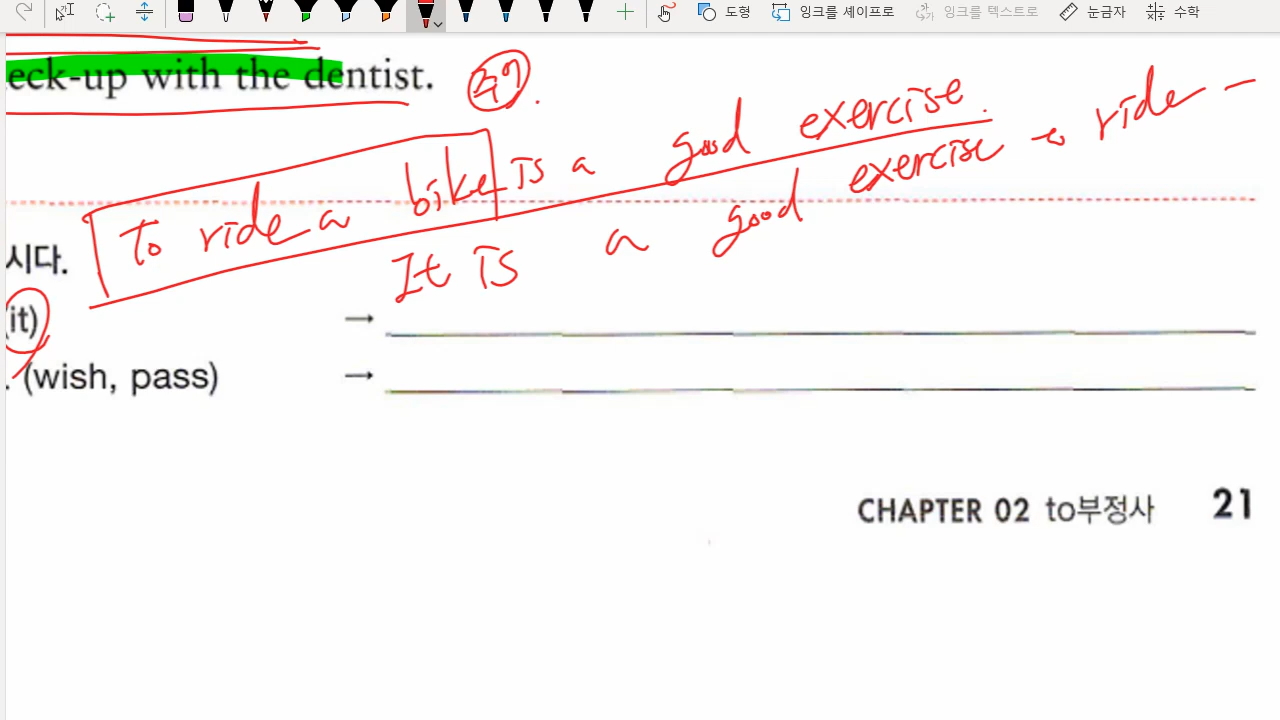 도형 잉크를 셰이프로 잉크를 텍스트로 눈금자 수학
eck-up with the dentist.
To ride a bike is a good exercise.
It is a good exercise to ride
시다.
(it) →
. (wish, pass) →
CHAPTER 02 to부정사 21